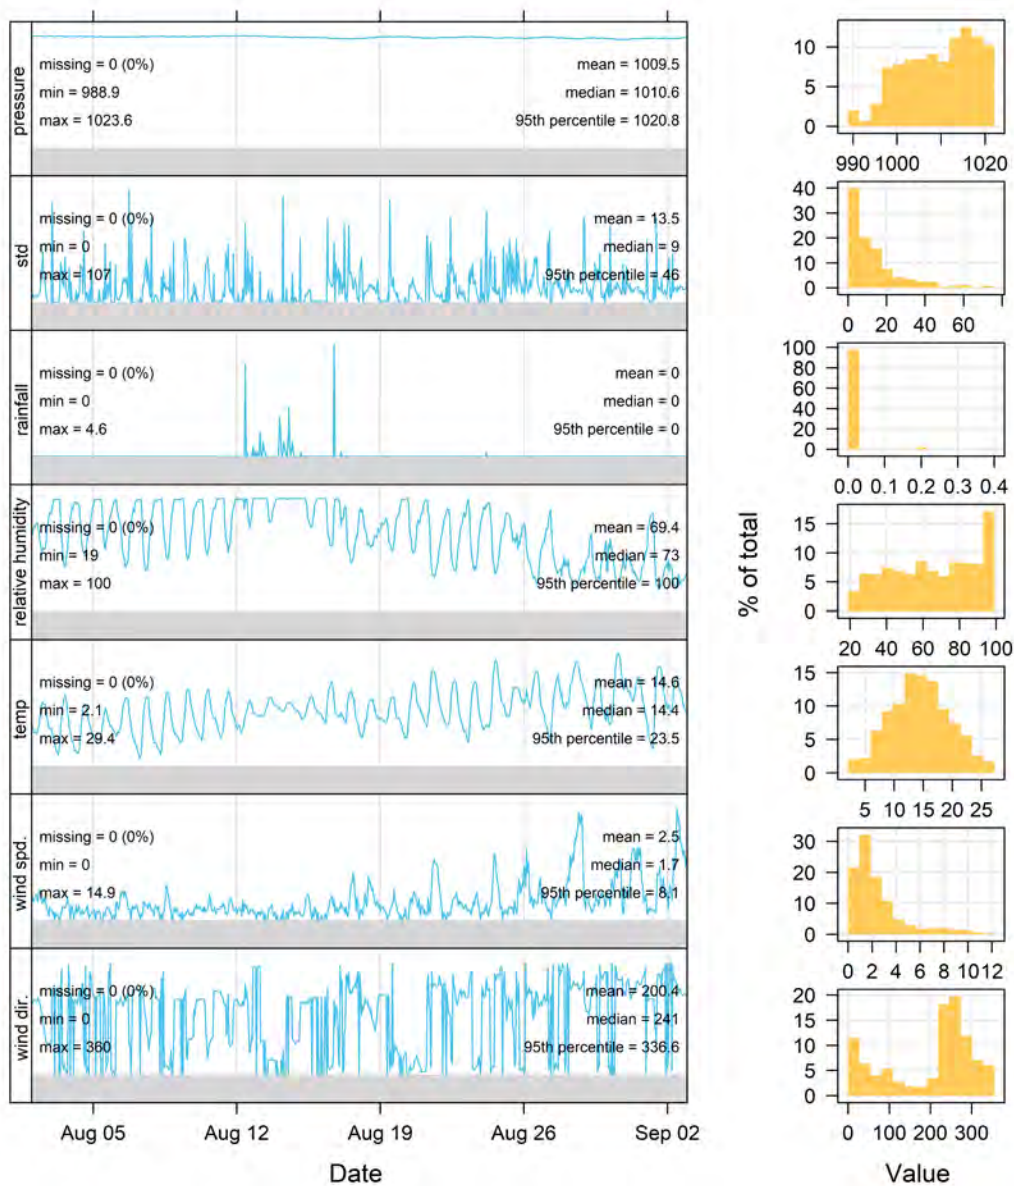 pressure
missing = 0 (0%)
mean = 1009.5
min = 988.9
median = 1010.6
max = 1023.6
95th percentile = 1020.8
std
missing = 0 (0%)
mean = 13.5
min = 0
median = 9
max = 107
95th percentile = 46
rainfall
missing = 0 (0%)
mean = 0
min = 0
median = 0
max = 4.6
95th percentile = 0
relative humidity
missing = 0 (0%)
mean = 69.4
min = 19
median = 73
max = 100
95th percentile = 100
temp
missing = 0 (0%)
mean = 14.6
min = 2.1
median = 14.4
max = 29.4
95th percentile = 23.5
wind spd.
missing = 0 (0%)
mean = 2.5
min = 0
median = 1.7
max = 14.9
95th percentile = 8.1
wind dir.
missing = 0 (0%)
mean = 200.4
min = 0
median = 241
max = 360
95th percentile = 336.6
Aug 05 Aug 12 Aug 19 Aug 26 Sep 02
Date
% of total
10
5
0
990 1000 1020
40
30
20
10
0
0 20 40 60
100
80
60
40
20
0
0.0 0.1 0.2 0.3 0.4
15
10
5
0
20 40 60 80 100
15
10
5
0
5 10 15 20 25
30
20
10
0
0 2 4 6 8 10 12
20
15
10
5
0
0 100 200 300
Value